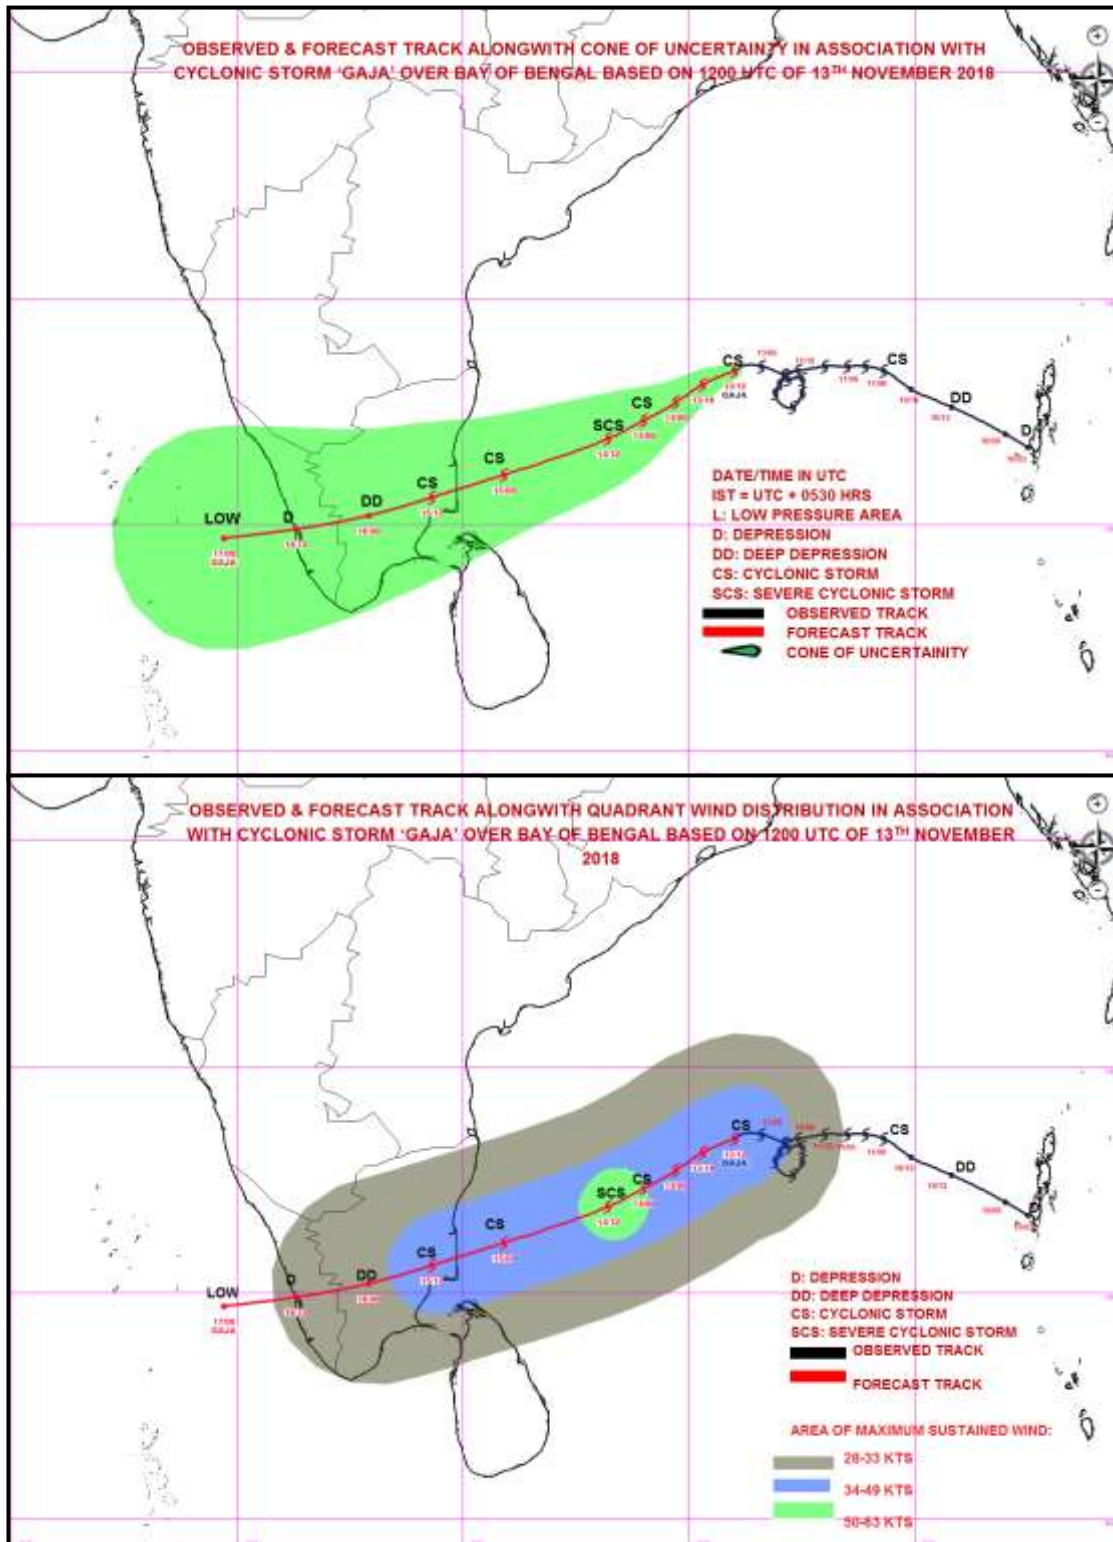 OBSERVED & FORECAST TRACK ALONGWITH CONE OF UNCERTAINTY IN ASSOCIATION WITH
CYCLONIC STORM ‘GAJA’ OVER BAY OF BENGAL BASED ON 1200 UTC OF 13TH NOVEMBER 2018
CS
CS
GAJA
DD
CS
D
SCS
CS
CS
DD
D
LOW
GAJA
DATE/TIME IN UTC
IST = UTC + 0530 HRS
L: LOW PRESSURE AREA
D: DEPRESSION
DD: DEEP DEPRESSION
CS: CYCLONIC STORM
SCS: SEVERE CYCLONIC STORM
OBSERVED TRACK
FORECAST TRACK
CONE OF UNCERTAINITY
OBSERVED & FORECAST TRACK ALONGWITH QUADRANT WIND DISTRIBUTION IN ASSOCIATION
WITH CYCLONIC STORM ‘GAJA’ OVER BAY OF BENGAL BASED ON 1200 UTC OF 13TH NOVEMBER
2018
CS
CS
GAJA
DD
CS
SCS
CS
CS
DD
D
LOW
GAJA
D: DEPRESSION
DD: DEEP DEPRESSION
CS: CYCLONIC STORM
SCS: SEVERE CYCLONIC STORM
OBSERVED TRACK
FORECAST TRACK
AREA OF MAXIMUM SUSTAINED WIND:
28-33 KTS
34-49 KTS
50-63 KTS